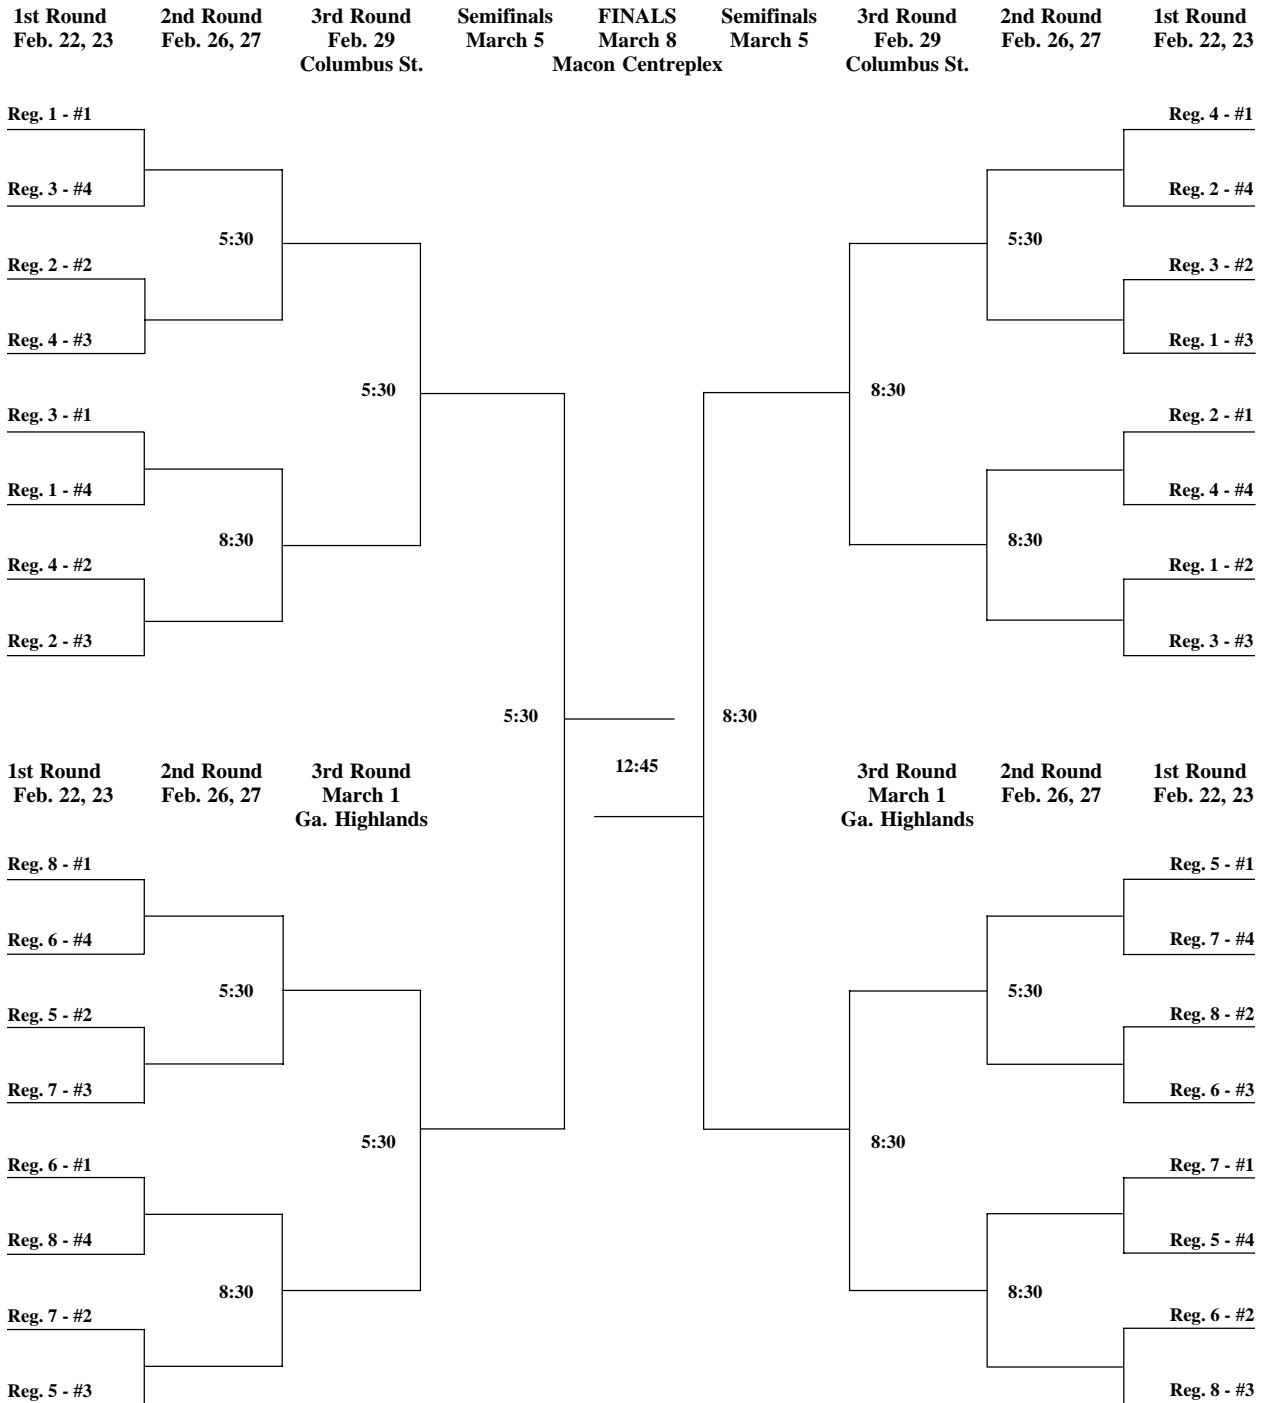 1st Round 2nd Round 3rd Round Semifinals FINALS Semifinals 3rd Round 2nd Round 1st Round
Feb. 22, 23 Feb. 26, 27 Feb. 29 March 5 March 8 March 5 Feb. 29 Feb. 26, 27 Feb. 22, 23
Columbus St. Macon Centreplex Columbus St.
Reg. 1 - #1 Reg. 4 - #1
Reg. 3 - #4 Reg. 2 - #4
5:30 5:30
Reg. 2 - #2 Reg. 3 - #2
Reg. 4 - #3 Reg. 1 - #3
5:30 8:30
Reg. 3 - #1 Reg. 2 - #1
Reg. 1 - #4 Reg. 4 - #4
8:30 8:30
Reg. 4 - #2 Reg. 1 - #2
Reg. 2 - #3 Reg. 3 - #3
5:30 8:30
12:45
1st Round 2nd Round 3rd Round 3rd Round 2nd Round 1st Round
Feb. 22, 23 Feb. 26, 27 March 1 March 1 Feb. 26, 27 Feb. 22, 23
Ga. Highlands Ga. Highlands
Reg. 8 - #1 Reg. 5 - #1
Reg. 6 - #4 Reg. 7 - #4
5:30 5:30
Reg. 5 - #2 Reg. 8 - #2
Reg. 7 - #3 Reg. 6 - #3
5:30 8:30
Reg. 6 - #1 Reg. 7 - #1
Reg. 8 - #4 Reg. 5 - #4
8:30 8:30
Reg. 7 - #2 Reg. 6 - #2
Reg. 5 - #3 Reg. 8 - #3